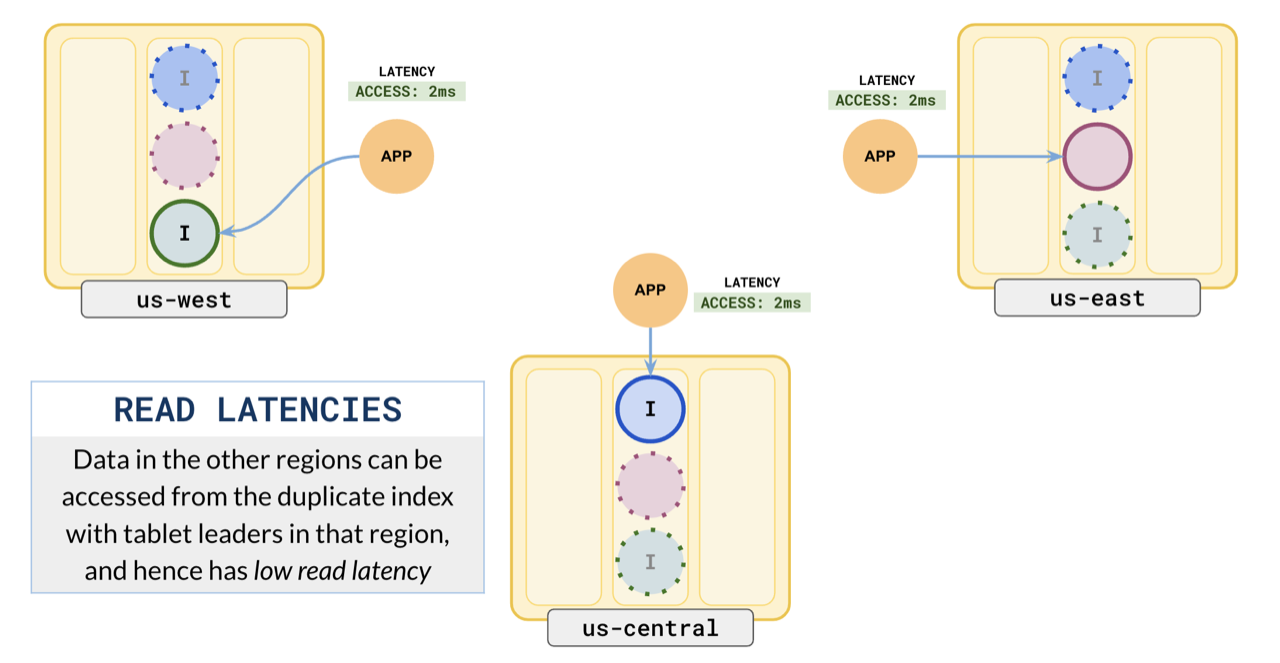 I
LATENCY
ACCESS: 2ms
APP
I
us-west
LATENCY
ACCESS: 2ms
APP
I
I
us-east
APP
LATENCY
ACCESS: 2ms
I
I
us-central
READ LATENCIES
Data in the other regions can be
accessed from the duplicate index
with tablet leaders in that region,
and hence has low read latency